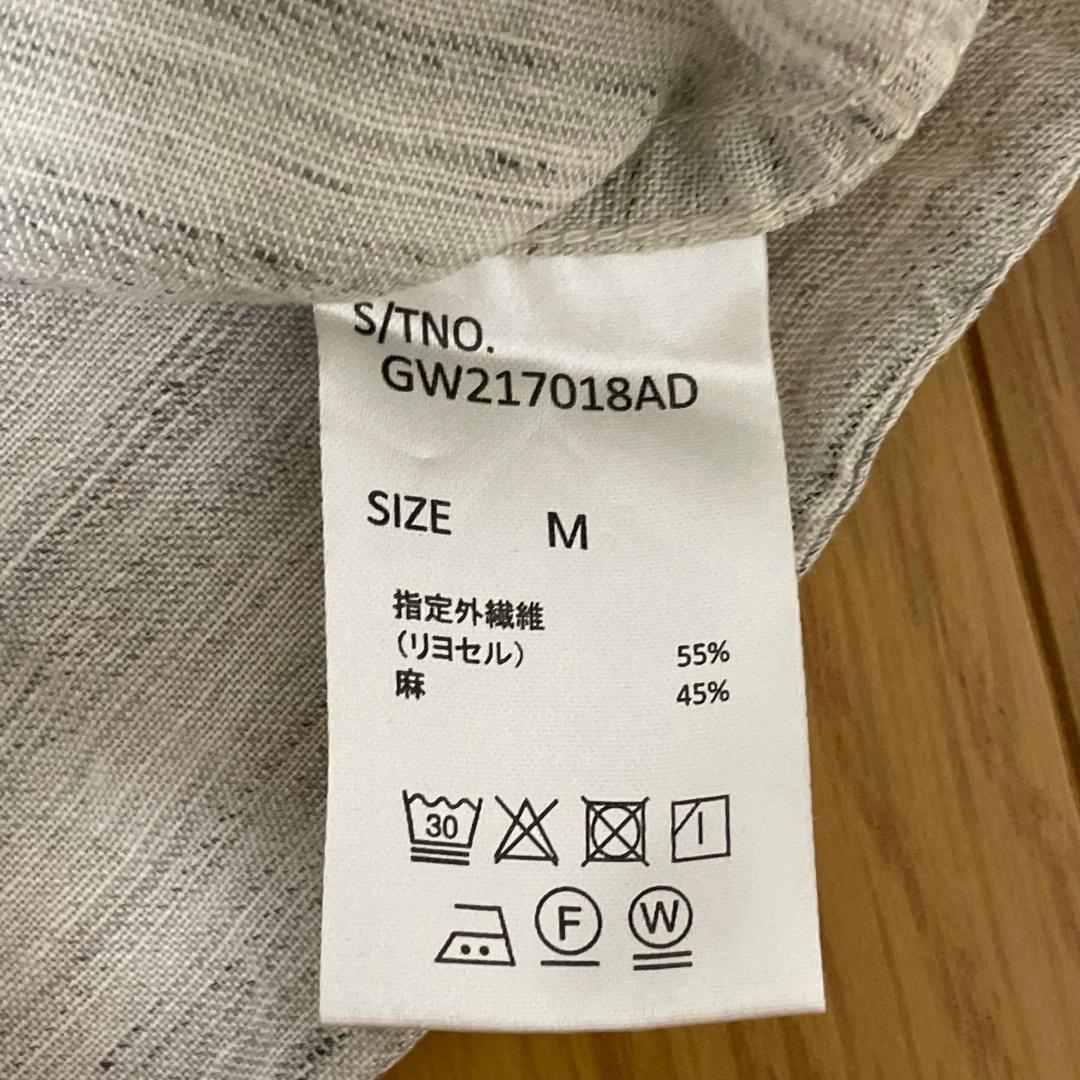 S/TNO.
GW217018AD
SIZE M
指定外繊維
（リヨセル） 55%
麻 45%
30
F W